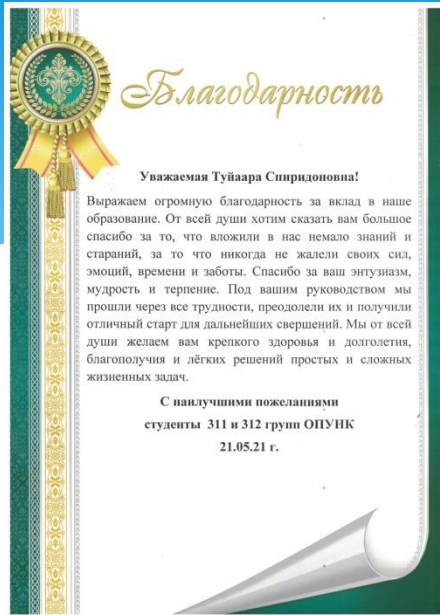 Благодарность
Уважаемая Туйаара Спиридоновна!
Выражаем огромную благодарность за вклад в наше
образование. От всей души хотим сказать вам большое
спасибо за то, что вложили в нас немало знаний и
стараний, за то что никогда не жалели своих сил,
эмоций, времени и заботы. Спасибо за ваш энтузиазм,
мудрость и терпение. Под вашим руководством мы
прошли через все трудности, преодолели их и получили
отличный старт для дальнейших свершений. Мы от всей
души желаем вам крепкого здоровья и долголетия,
благополучия и лёгких решений простых и сложных
жизненных задач.
С наилучшими пожеланиями
студенты 311 и 312 групп ОПУНК
21.05.21 г.